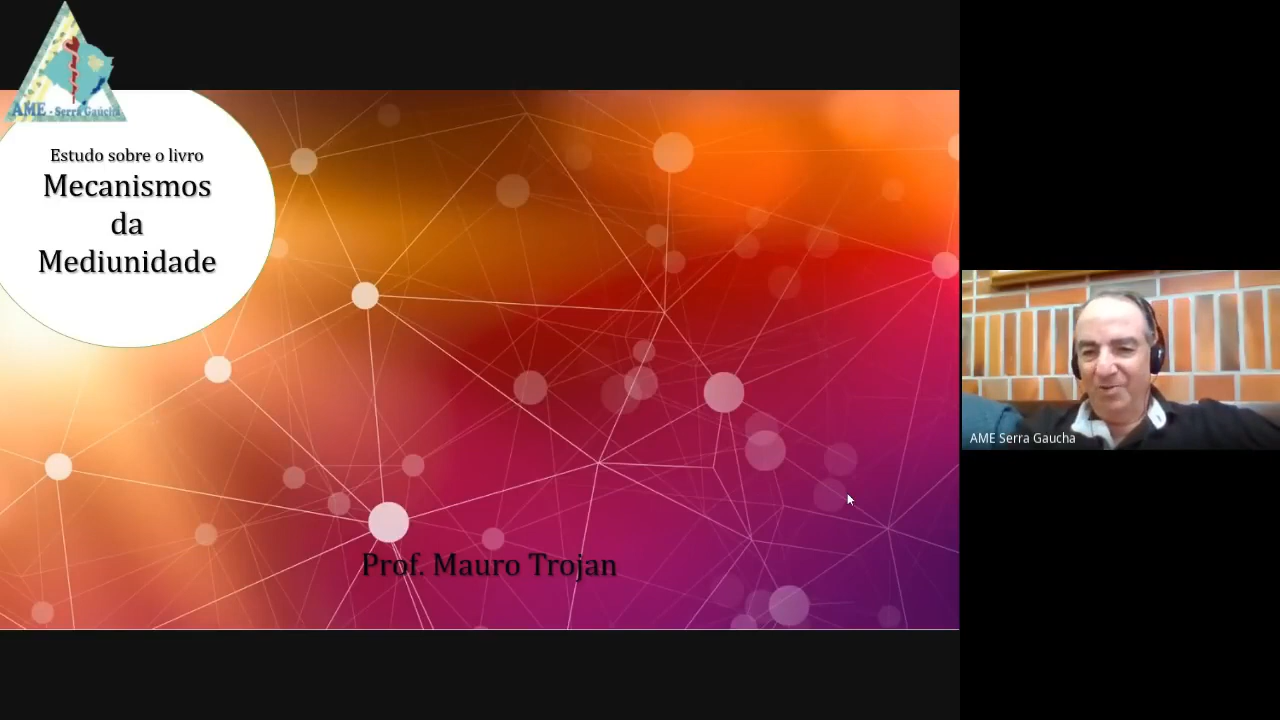 AME - Serra Gaúcha
Estudo sobre o livro
Mecanismos
da
Mediunidade
Prof. Mauro Trojan
AME Serra Gaucha